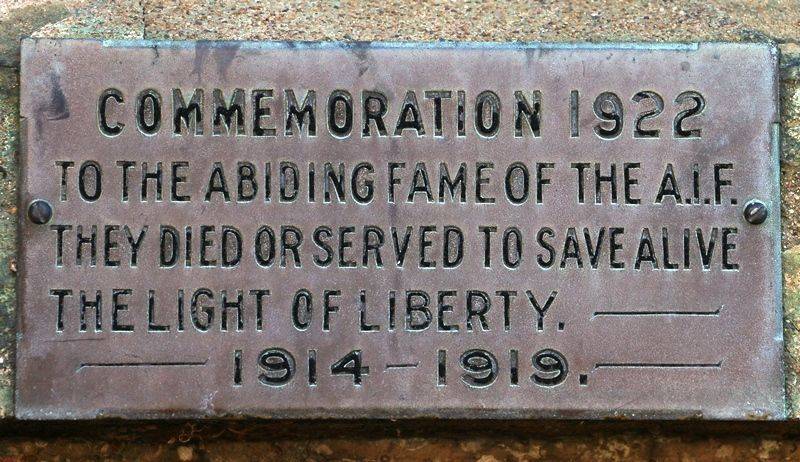 COMMEMORATION 1922
TO THE ABIDING FAME OF THE A.I.F.
THEY DIED OR SERVED TO SAVE ALIVE
THE LIGHT OF LIBERTY.
1914 – 1919.